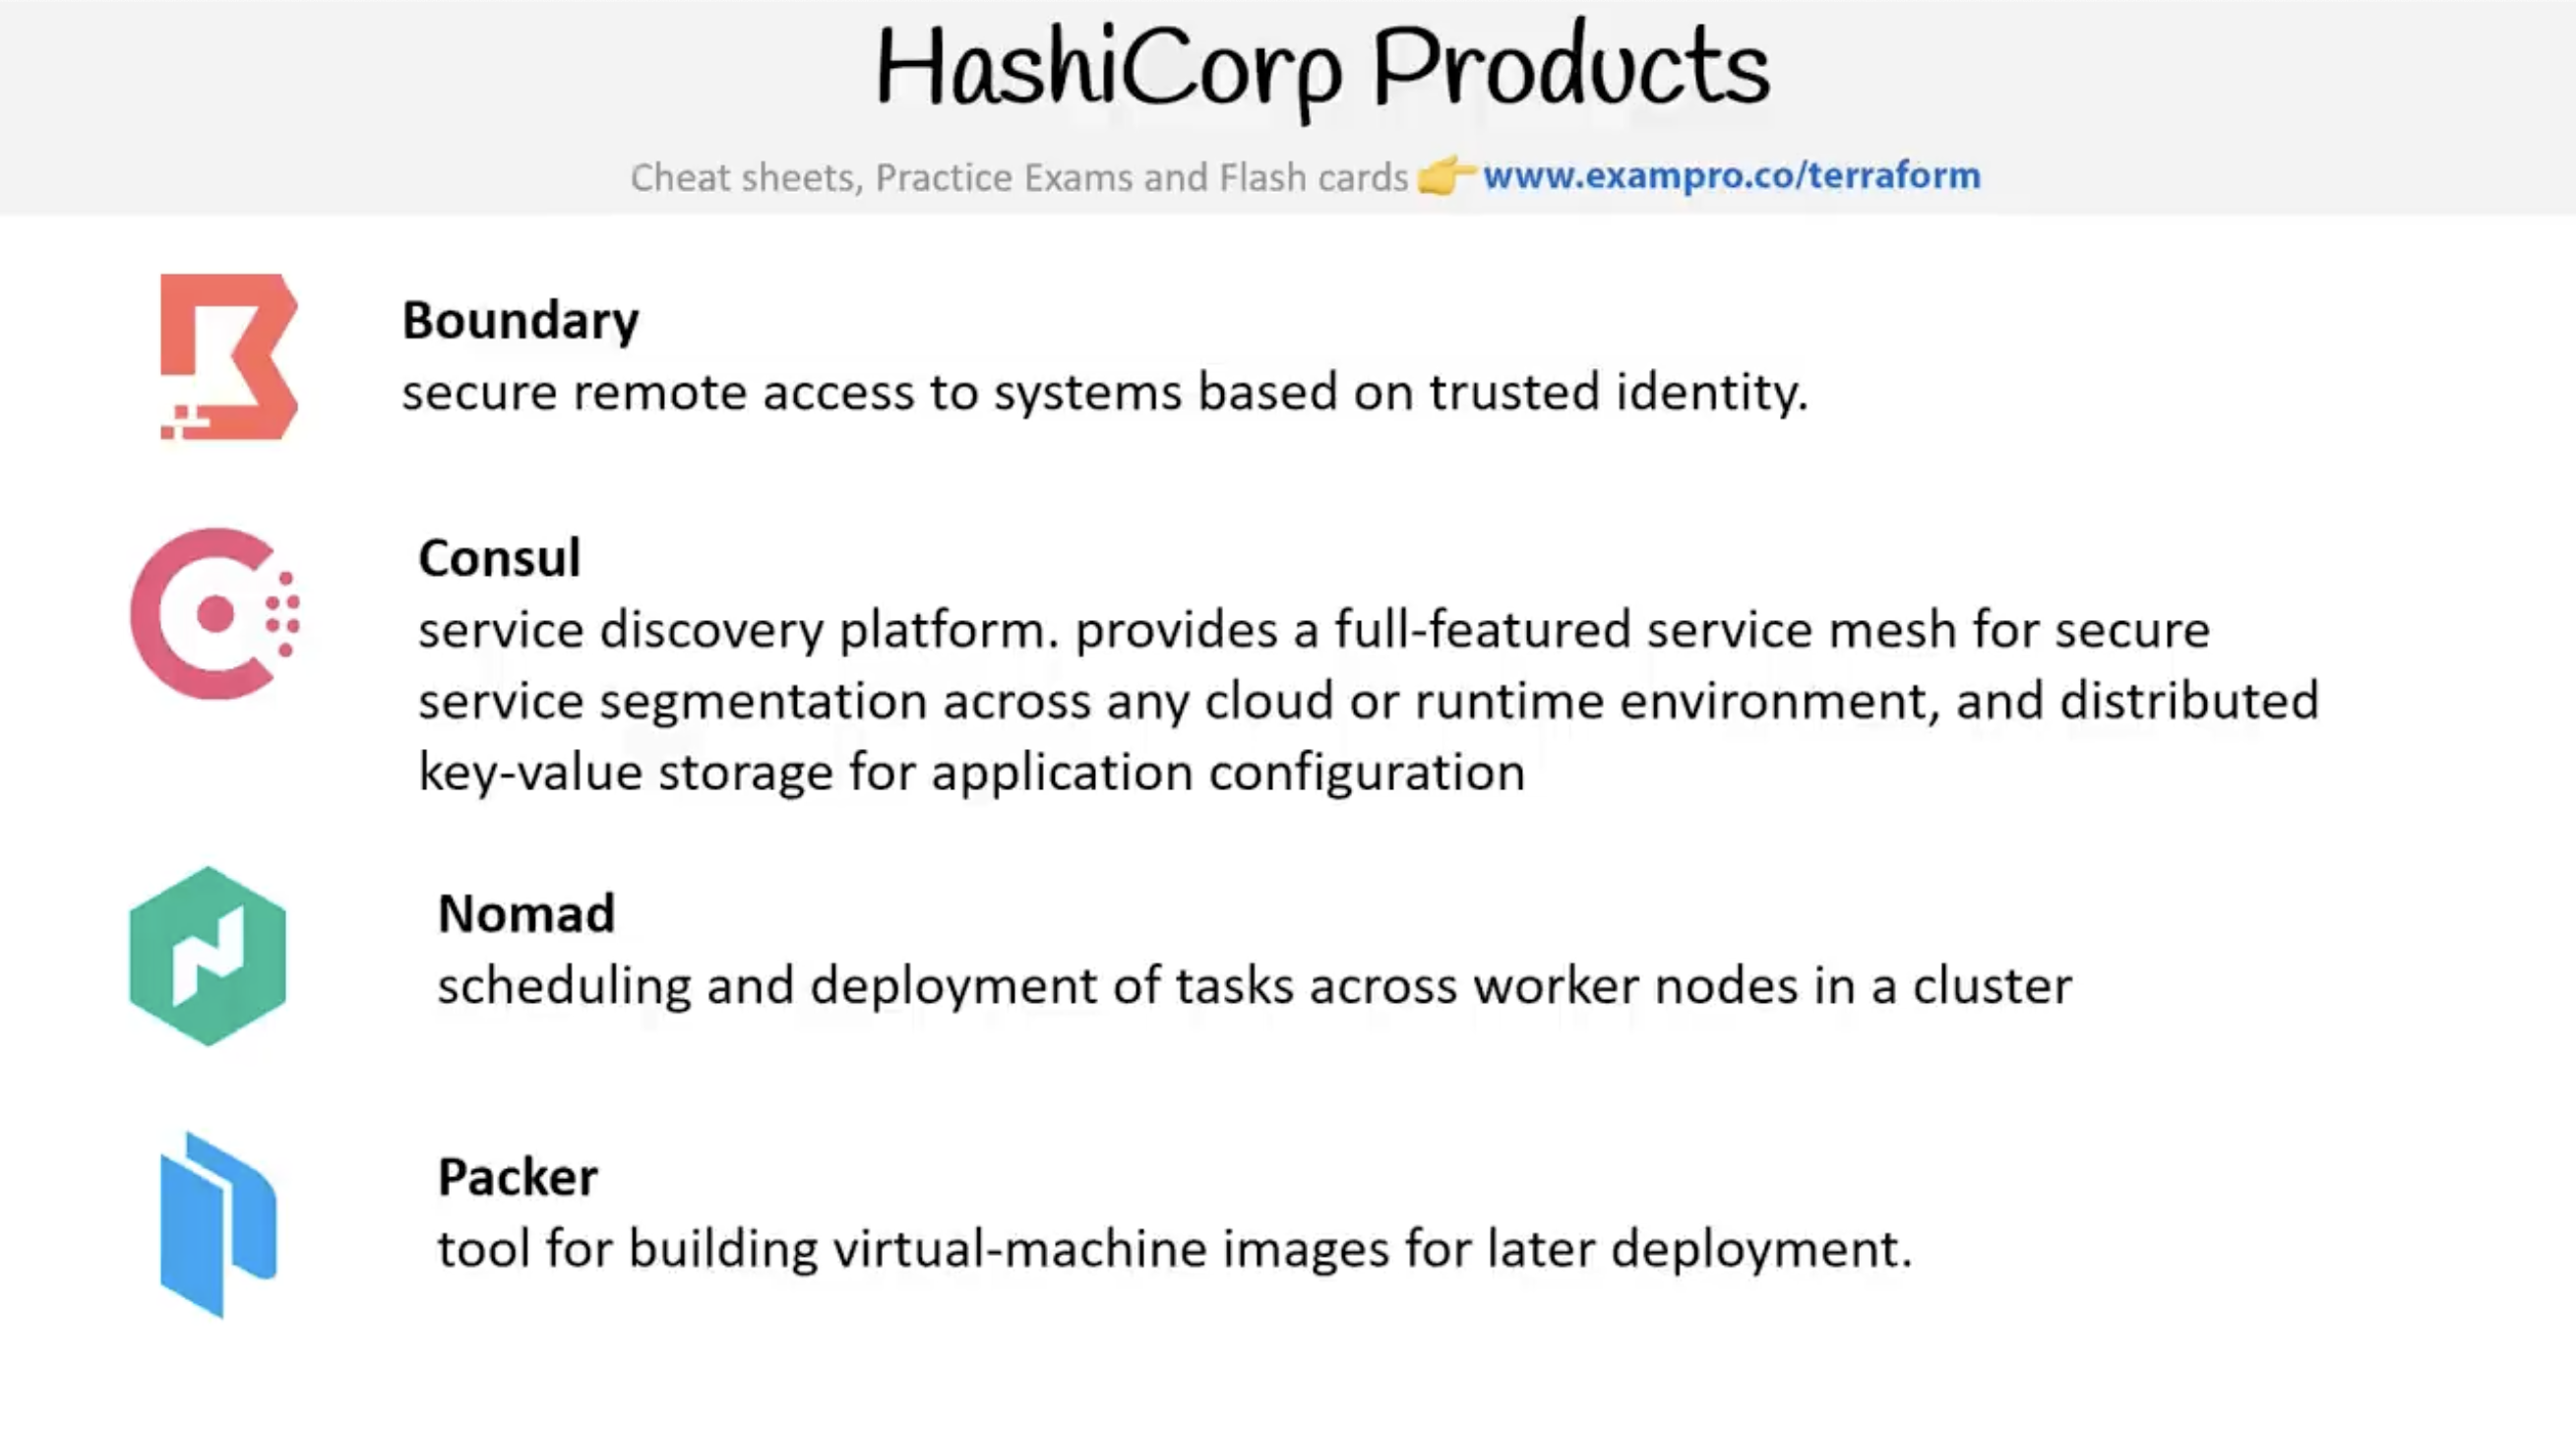 HashiCorp Products
Cheat sheets, Practice Exams and Flash cards 👉 www.exampro.co/terraform
Boundary
secure remote access to systems based on trusted identity.
Consul
service discovery platform. provides a full-featured service mesh for secure
service segmentation across any cloud or runtime environment, and distributed
key-value storage for application configuration
Nomad
scheduling and deployment of tasks across worker nodes in a cluster
Packer
tool for building virtual-machine images for later deployment.